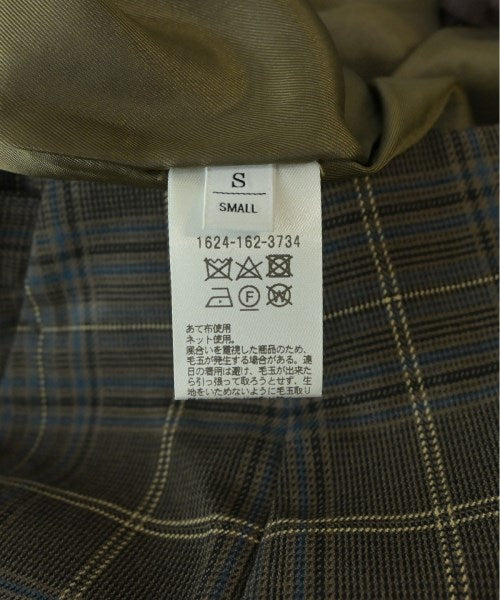 S
SMALL
1624-162-3734
F
W
あて布使用
ネット使用。
風合いを重視した商品のため、
毛玉が発生する場合がある。連
日の着用は避け、毛玉が出来た
ら引っ張って取ろうとせず、生
地をいためないように毛玉取り